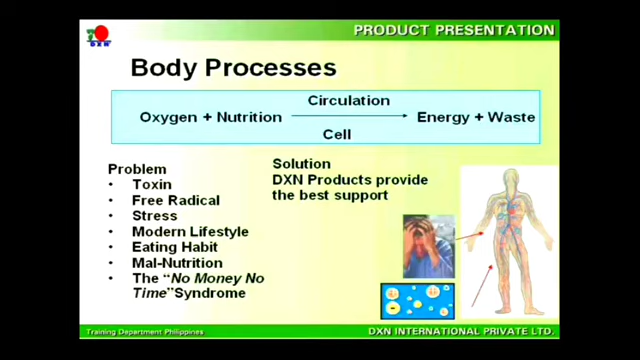 DXN
PRODUCT PRESENTATION
Body Processes
Circulation
Oxygen + Nutrition
Energy + Waste
Cell
Problem
• Toxin
• Free Radical
• Stress
• Modern Lifestyle
• Eating Habit
• Mal-Nutrition
• The "No Money No
Time"Syndrome
Solution
DXN Products provide
the best support
Training Department Philippines
DXN INTERNATIONAL PRIVATE LTD.